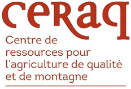 ceraq
Centre de
ressources pour
l'agriculture de qualité
et de montagne